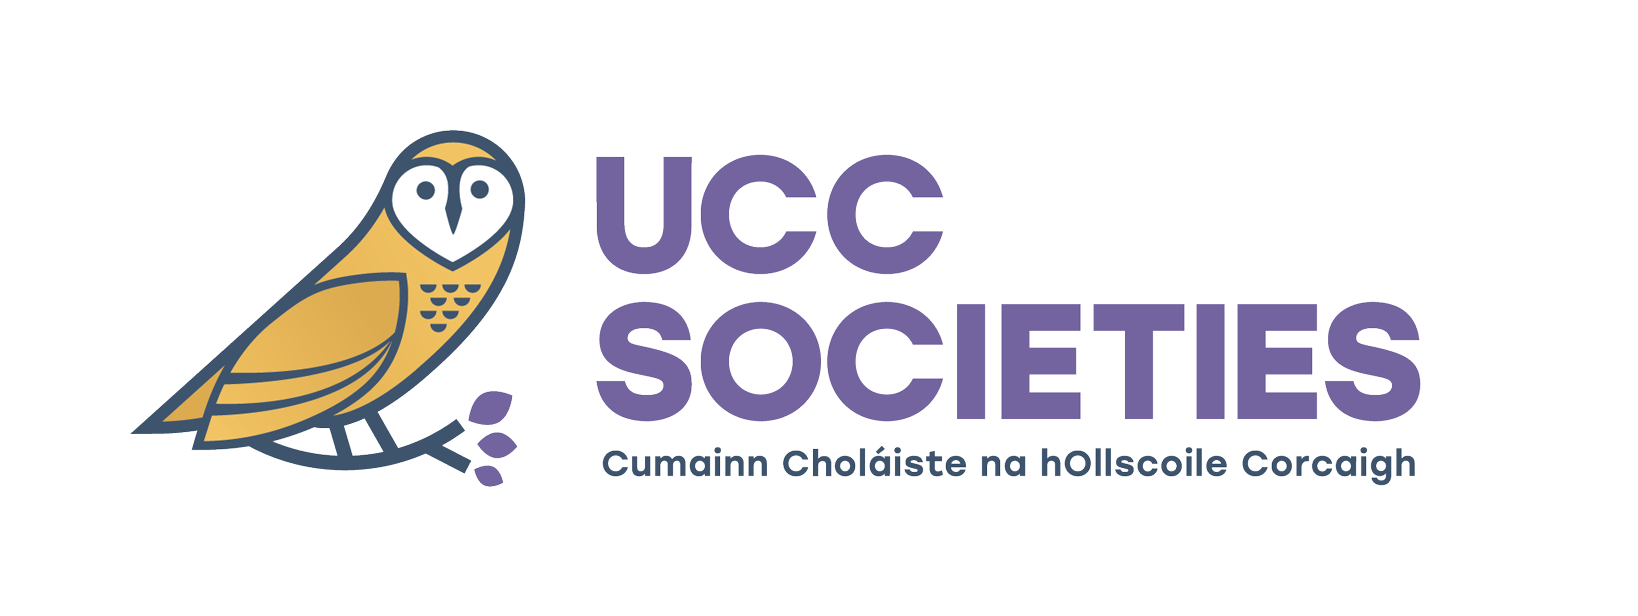 UCC
SOCIETIES
Cumainn Choláiste na hOllscoile Corcaigh